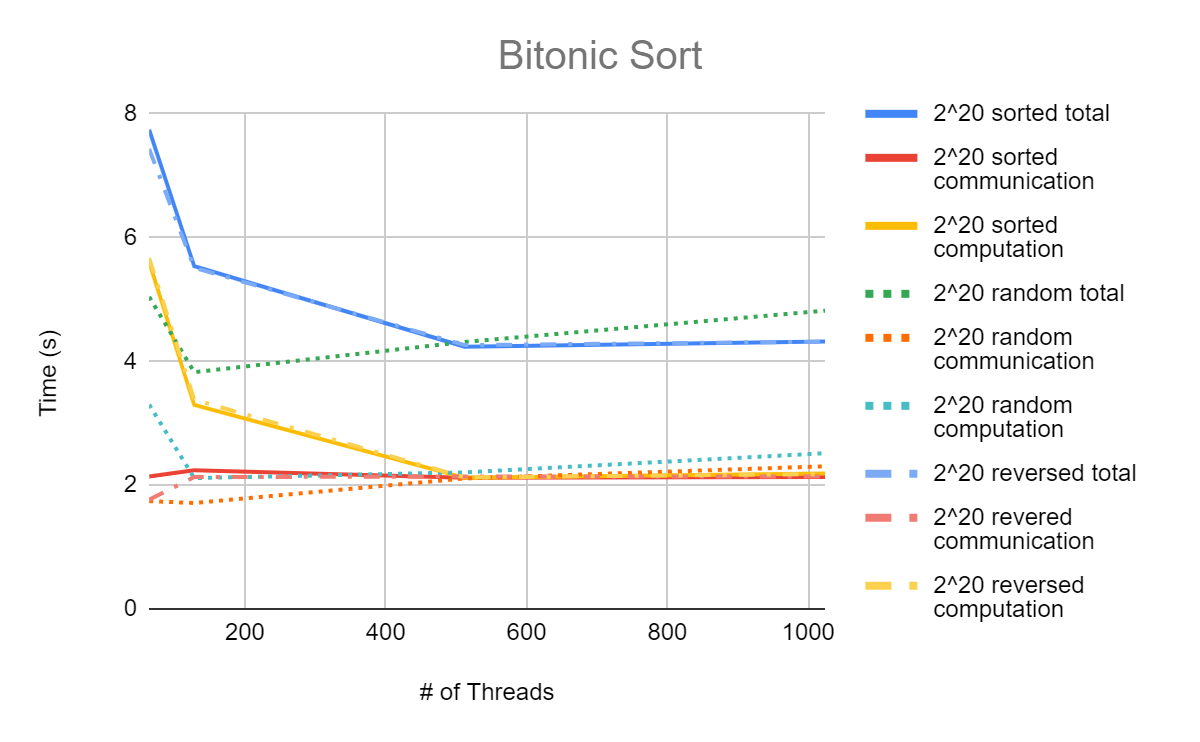 Bitonic Sort
Time (s)
8
6
4
2
0
200
400
600
800
1000
# of Threads
2^20 sorted total
2^20 sorted
communication
2^20 sorted
computation
2^20 random total
2^20 random
communication
2^20 random
computation
2^20 reversed total
2^20 revered
communication
2^20 reversed
computation